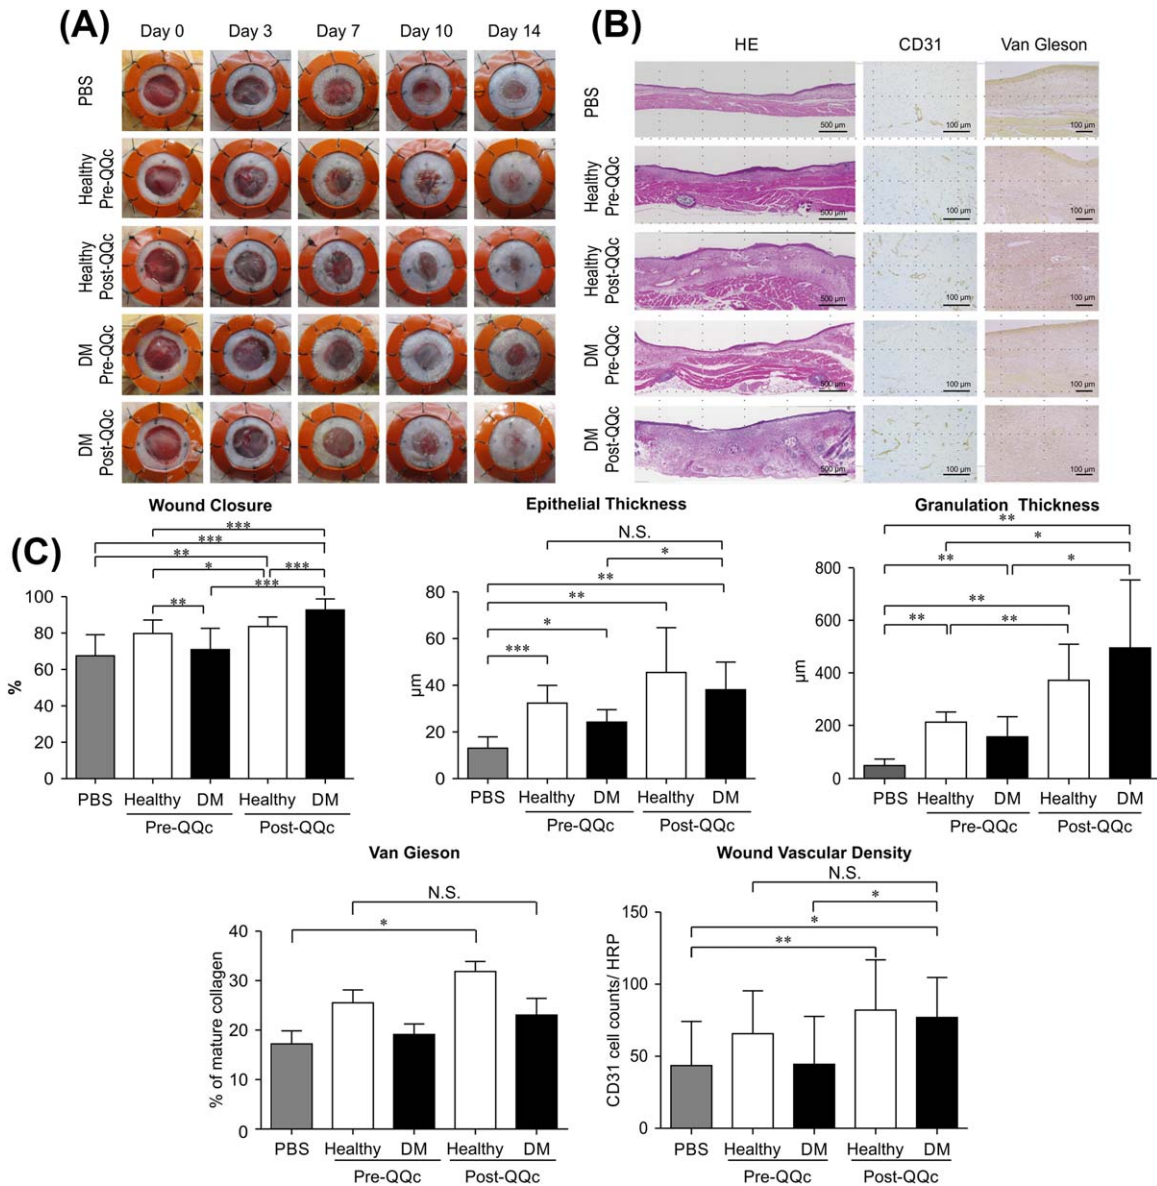 (A)
Day 0 Day 3 Day 7 Day 10 Day 14
PBS
Healthy
Pre-QQc
Healthy
Post-QQc
DM
Pre-QQc
DM
Post-QQc
(B)
HE CD31 Van Gleson
PBS
500 µm 100 µm 100 µm
Healthy
Pre-QQc
500 µm 100 µm 100 µm
Healthy
Post-QQc
500 µm 100 µm 100 µm
DM
Pre-QQc
500 µm 100 µm 100 µm
DM
Post-QQc
500 µm 100 µm 100 µm
(C)
Wound Closure
***
***
**
* ***
***
**
100
80
60
40
20
0
%
PBS Healthy DM Healthy DM
Pre-QQc Post-QQc
Epithelial Thickness
N.S.
*
**
**
*
***
80
60
40
20
0
µm
PBS Healthy DM Healthy DM
Pre-QQc Post-QQc
Granulation Thickness
**
*
** *
**
** **
800
600
400
200
0
µm
PBS Healthy DM Healthy DM
Pre-QQc Post-QQc
Van Gieson
N.S.
*
40
30
20
10
0
% of mature collagen
PBS Healthy DM Healthy DM
Pre-QQc Post-QQc
Wound Vascular Density
N.S.
*
*
**
150
100
50
0
CD31 cell counts/ HRP
PBS Healthy DM Healthy DM
Pre-QQc Post-QQc